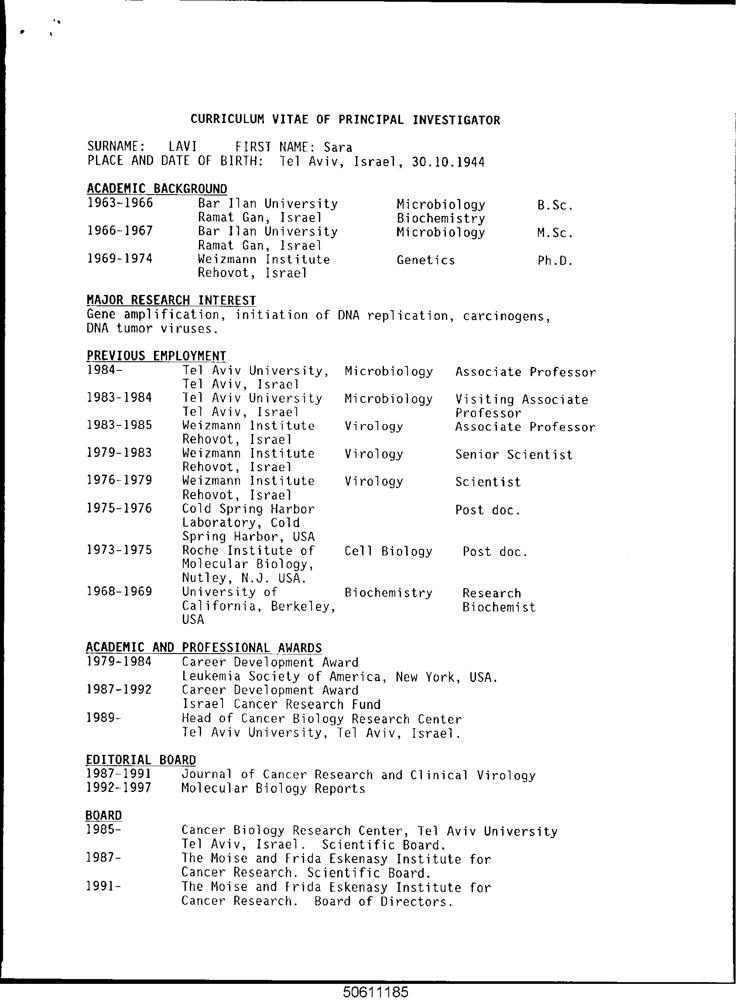 CURRICULUM VITAE OF PRINCIPAL INVESTIGATOR
SURNAME: LAVI FIRST NAME: Sara
PLACE AND DATE OF BIRTH: Tel Aviv, Israel, 30.10.1944
ACADEMIC BACKGROUND
1963-1966 Bar Ilan University Microbiology B.Sc.
Ramat Gan, Israel Biochemistry
1966-1967 Bar Ilan University Microbiology M.Sc.
Ramat Gan, Israel
1969-1974 Weizmann Institute Genetics Ph.D.
Rehovot, Israel
MAJOR RESEARCH INTEREST
Gene amplification, initiation of DNA replication, carcinogens,
DNA tumor viruses.
PREVIOUS EMPLOYMENT
1984- Tel Aviv University, Microbiology Associate Professor
Tel Aviv, Israel
1983-1984 Tel Aviv University Microbiology Visiting Associate
Tel Aviv, Israel Professor
1983-1985 Weizmann Institute Virology Associate Professor
Rehovot, Israel
1979-1983 Weizmann Institute Virology Senior Scientist
Rehovot, Israel
1976-1979 Weizmann Institute Virology Scientist
Rehovot, Israel
1975-1976 Cold Spring Harbor Post doc.
Laboratory, Cold
Spring Harbor, USA
1973-1975 Roche Institute of Cell Biology Post doc.
Molecular Biology,
Nutley, N.J. USA.
1968-1969 University of Biochemistry Research
California, Berkeley, Biochemist
USA
ACADEMIC AND PROFESSIONAL AWARDS
1979-1984 Career Development Award
Leukemia Society of America, New York, USA.
1987-1992 Career Development Award
Israel Cancer Research Fund
1989- Head of Cancer Biology Research Center
Tel Aviv University, Tel Aviv, Israel.
EDITORIAL BOARD
1987-1991 Journal of Cancer Research and Clinical Virology
1992-1997 Molecular Biology Reports
BOARD
1985- Cancer Biology Research Center, Tel Aviv University
Tel Aviv, Israel. Scientific Board.
1987- The Moise and Frida Eskenasy Institute for
Cancer Research. Scientific Board.
1991- The Moise and Frida Eskenasy Institute for
Cancer Research. Board of Directors.
50611185